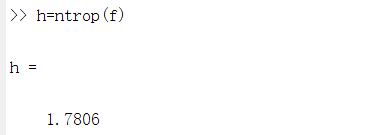 >> h=ntrop(f)
h =
1.7806